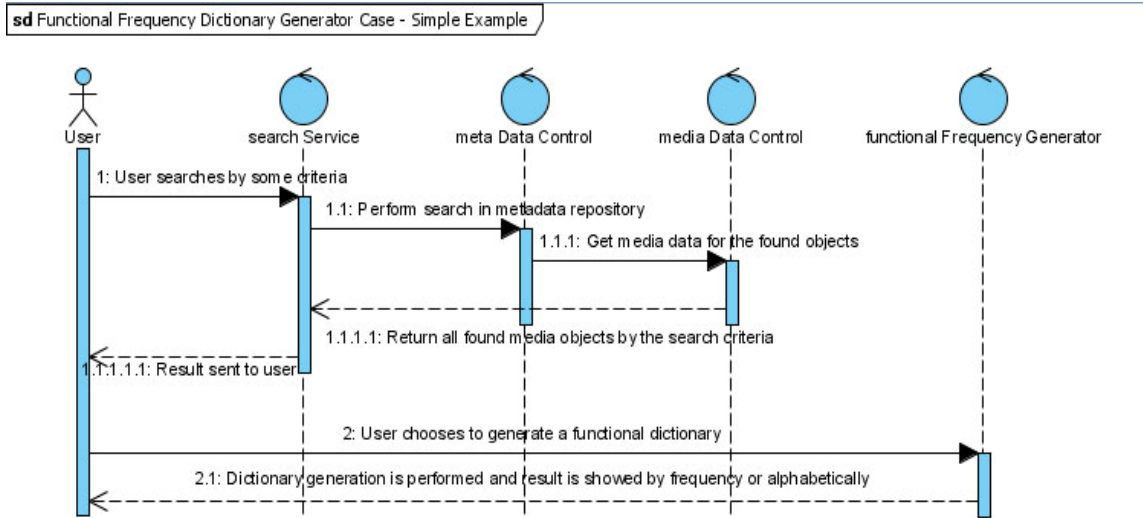 sd Functional Frequency Dictionary Generator Case - Simple Example
User
search Service
meta Data Control
media Data Control
functional Frequency Generator
1: User searches by some criteria
1.1: Perform search in metadata repository
1.1.1: Get media data for the found objects
1.1.1.1: Return all found media objects by the search criteria
1.1.1.1.1: Result sent to user
2: User chooses to generate a functional dictionary
2.1: Dictionary generation is performed and result is showed by frequency or alphabetically